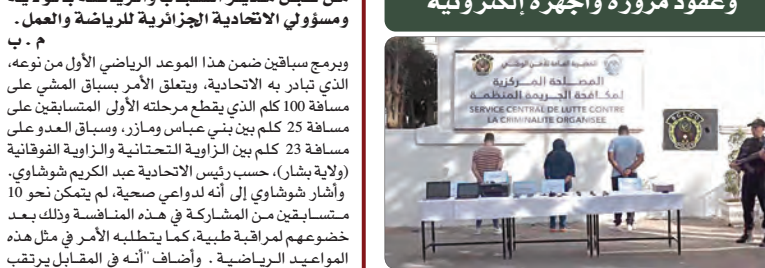 ومسؤولي الاتحادية الجزائرية للرياضة والعمل.
م . ب
وبرمج سباقين ضمن هذا الموعد الرياضي الأول من نوعه،
الذي تبادر به الاتحادية، ويتعلق الأمر بسباق المشي على
مسافة 100 كلم الذي يقطع مرحلته الأولى المتسابقين على
مسافة 25 كلم بين بني عباس ومازر، وسباق العدو على
مسافة 23 كلم بين الزاوية التحتانية والزاوية الفوقانية
(ولاية بشار)، حسب رئيس الاتحادية عبد الكريم شوشاوي.
وأشار شوشاوي إلى أنه لدواعي صحية، لم يتمكن نحو 10
متسابقين من المشاركة في هذه المنافسة وذلك بعد
خضوعهم لمراقبة طبية، كما يتطلبه الأمر في مثل هذه
المواعيد الرياضية . وأضاف "أنه في المقابل يرتقب
وعقود مزورة وأجهزة إلكترونية
المديرية العامة للأمن الوطني
المصلحة المركزية
لمكافحة الجريمة المنظمة
SERVICE CENTRAL DE LUTTE CONTRE
LA CRIMINALITE ORGANISEE